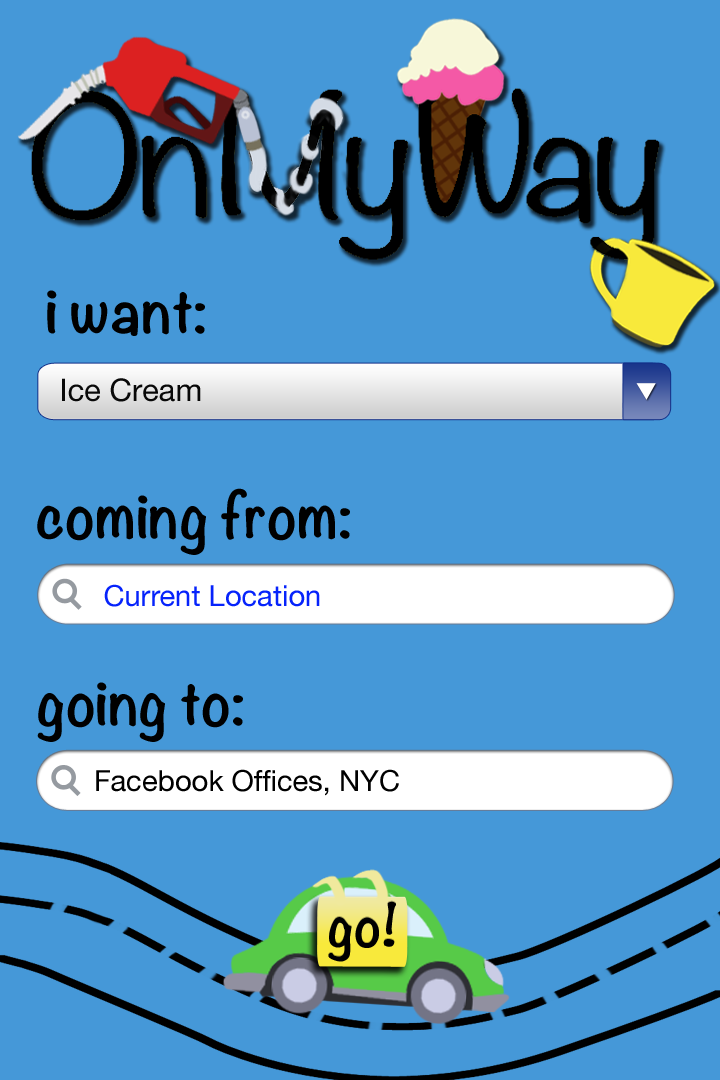 OnMyWay
i want:
Ice Cream
coming from:
Current Location
going to:
Facebook Offices, NYC
go!